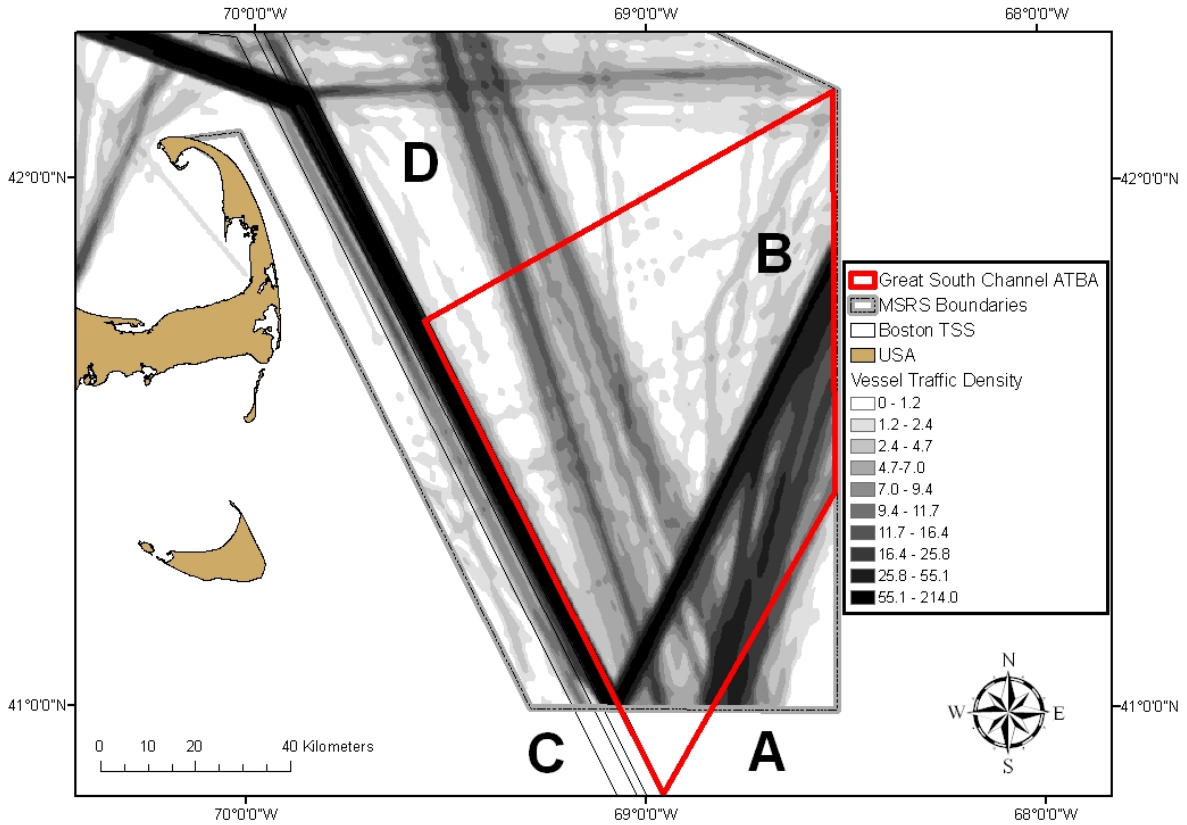 70°0'0"W 69°0'0"W 68°0'0"W
D
42°0'0"N 42°0'0"N
B
Great South Channel ATBA
MSRS Boundaries
Boston TSS
USA
Vessel Traffic Density
0 - 1.2
1.2 - 2.4
2.4 - 4.7
4.7-7.0
7.0 - 9.4
9.4 - 11.7
11.7 - 16.4
16.4 - 25.8
25.8 - 55.1
55.1 - 214.0
N
W E
S
41°0'0"N 41°0'0"N
C A
0 10 20 40 Kilometers
70°0'0"W 69°0'0"W 68°0'0"W